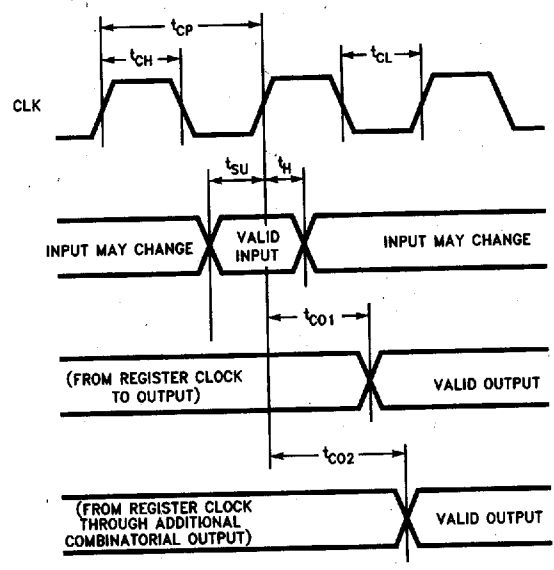 tCP
tCH
tCL
CLK
tSU
tH
INPUT MAY CHANGE
VALID
INPUT
INPUT MAY CHANGE
tCO1
(FROM REGISTER CLOCK
TO OUTPUT)
VALID OUTPUT
tCO2
(FROM REGISTER CLOCK
THROUGH ADDITIONAL
COMBINATORIAL OUTPUT)
VALID OUTPUT